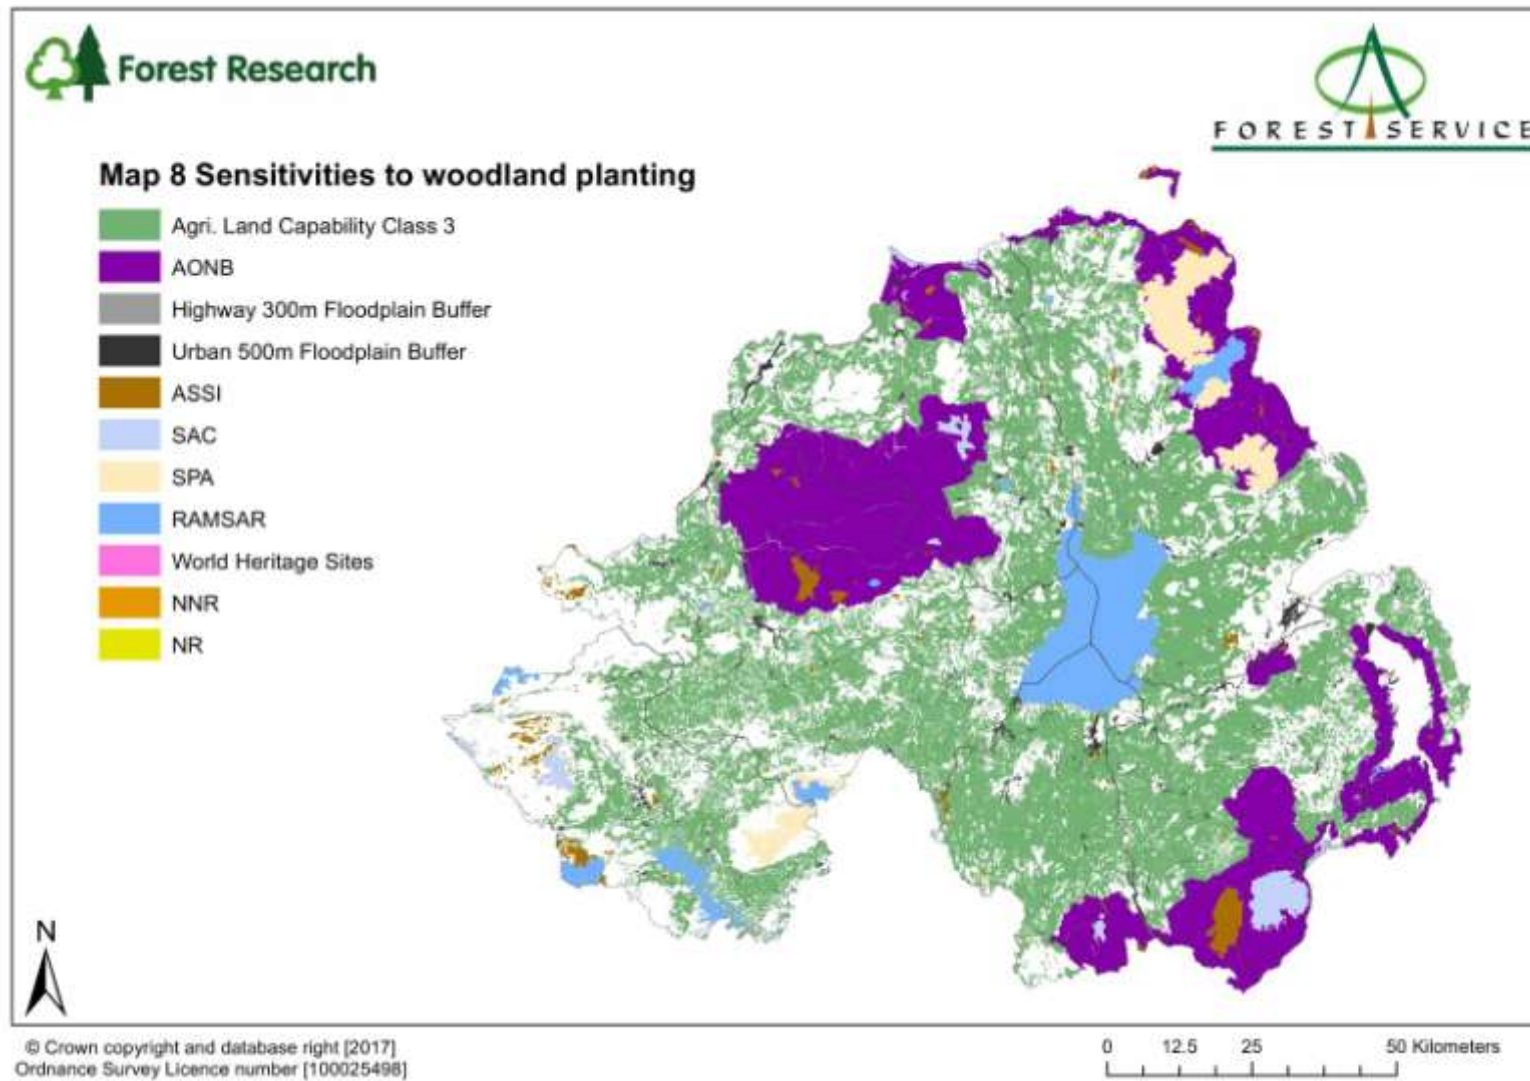 Forest Research
FOREST SERVICE
Map 8 Sensitivities to woodland planting
Agri. Land Capability Class 3
AONB
Highway 300m Floodplain Buffer
Urban 500m Floodplain Buffer
ASSI
SAC
SPA
RAMSAR
World Heritage Sites
NNR
NR
N
© Crown copyright and database right [2017]
Ordnance Survey Licence number [100025498]
0 12.5 25 50 Kilometers